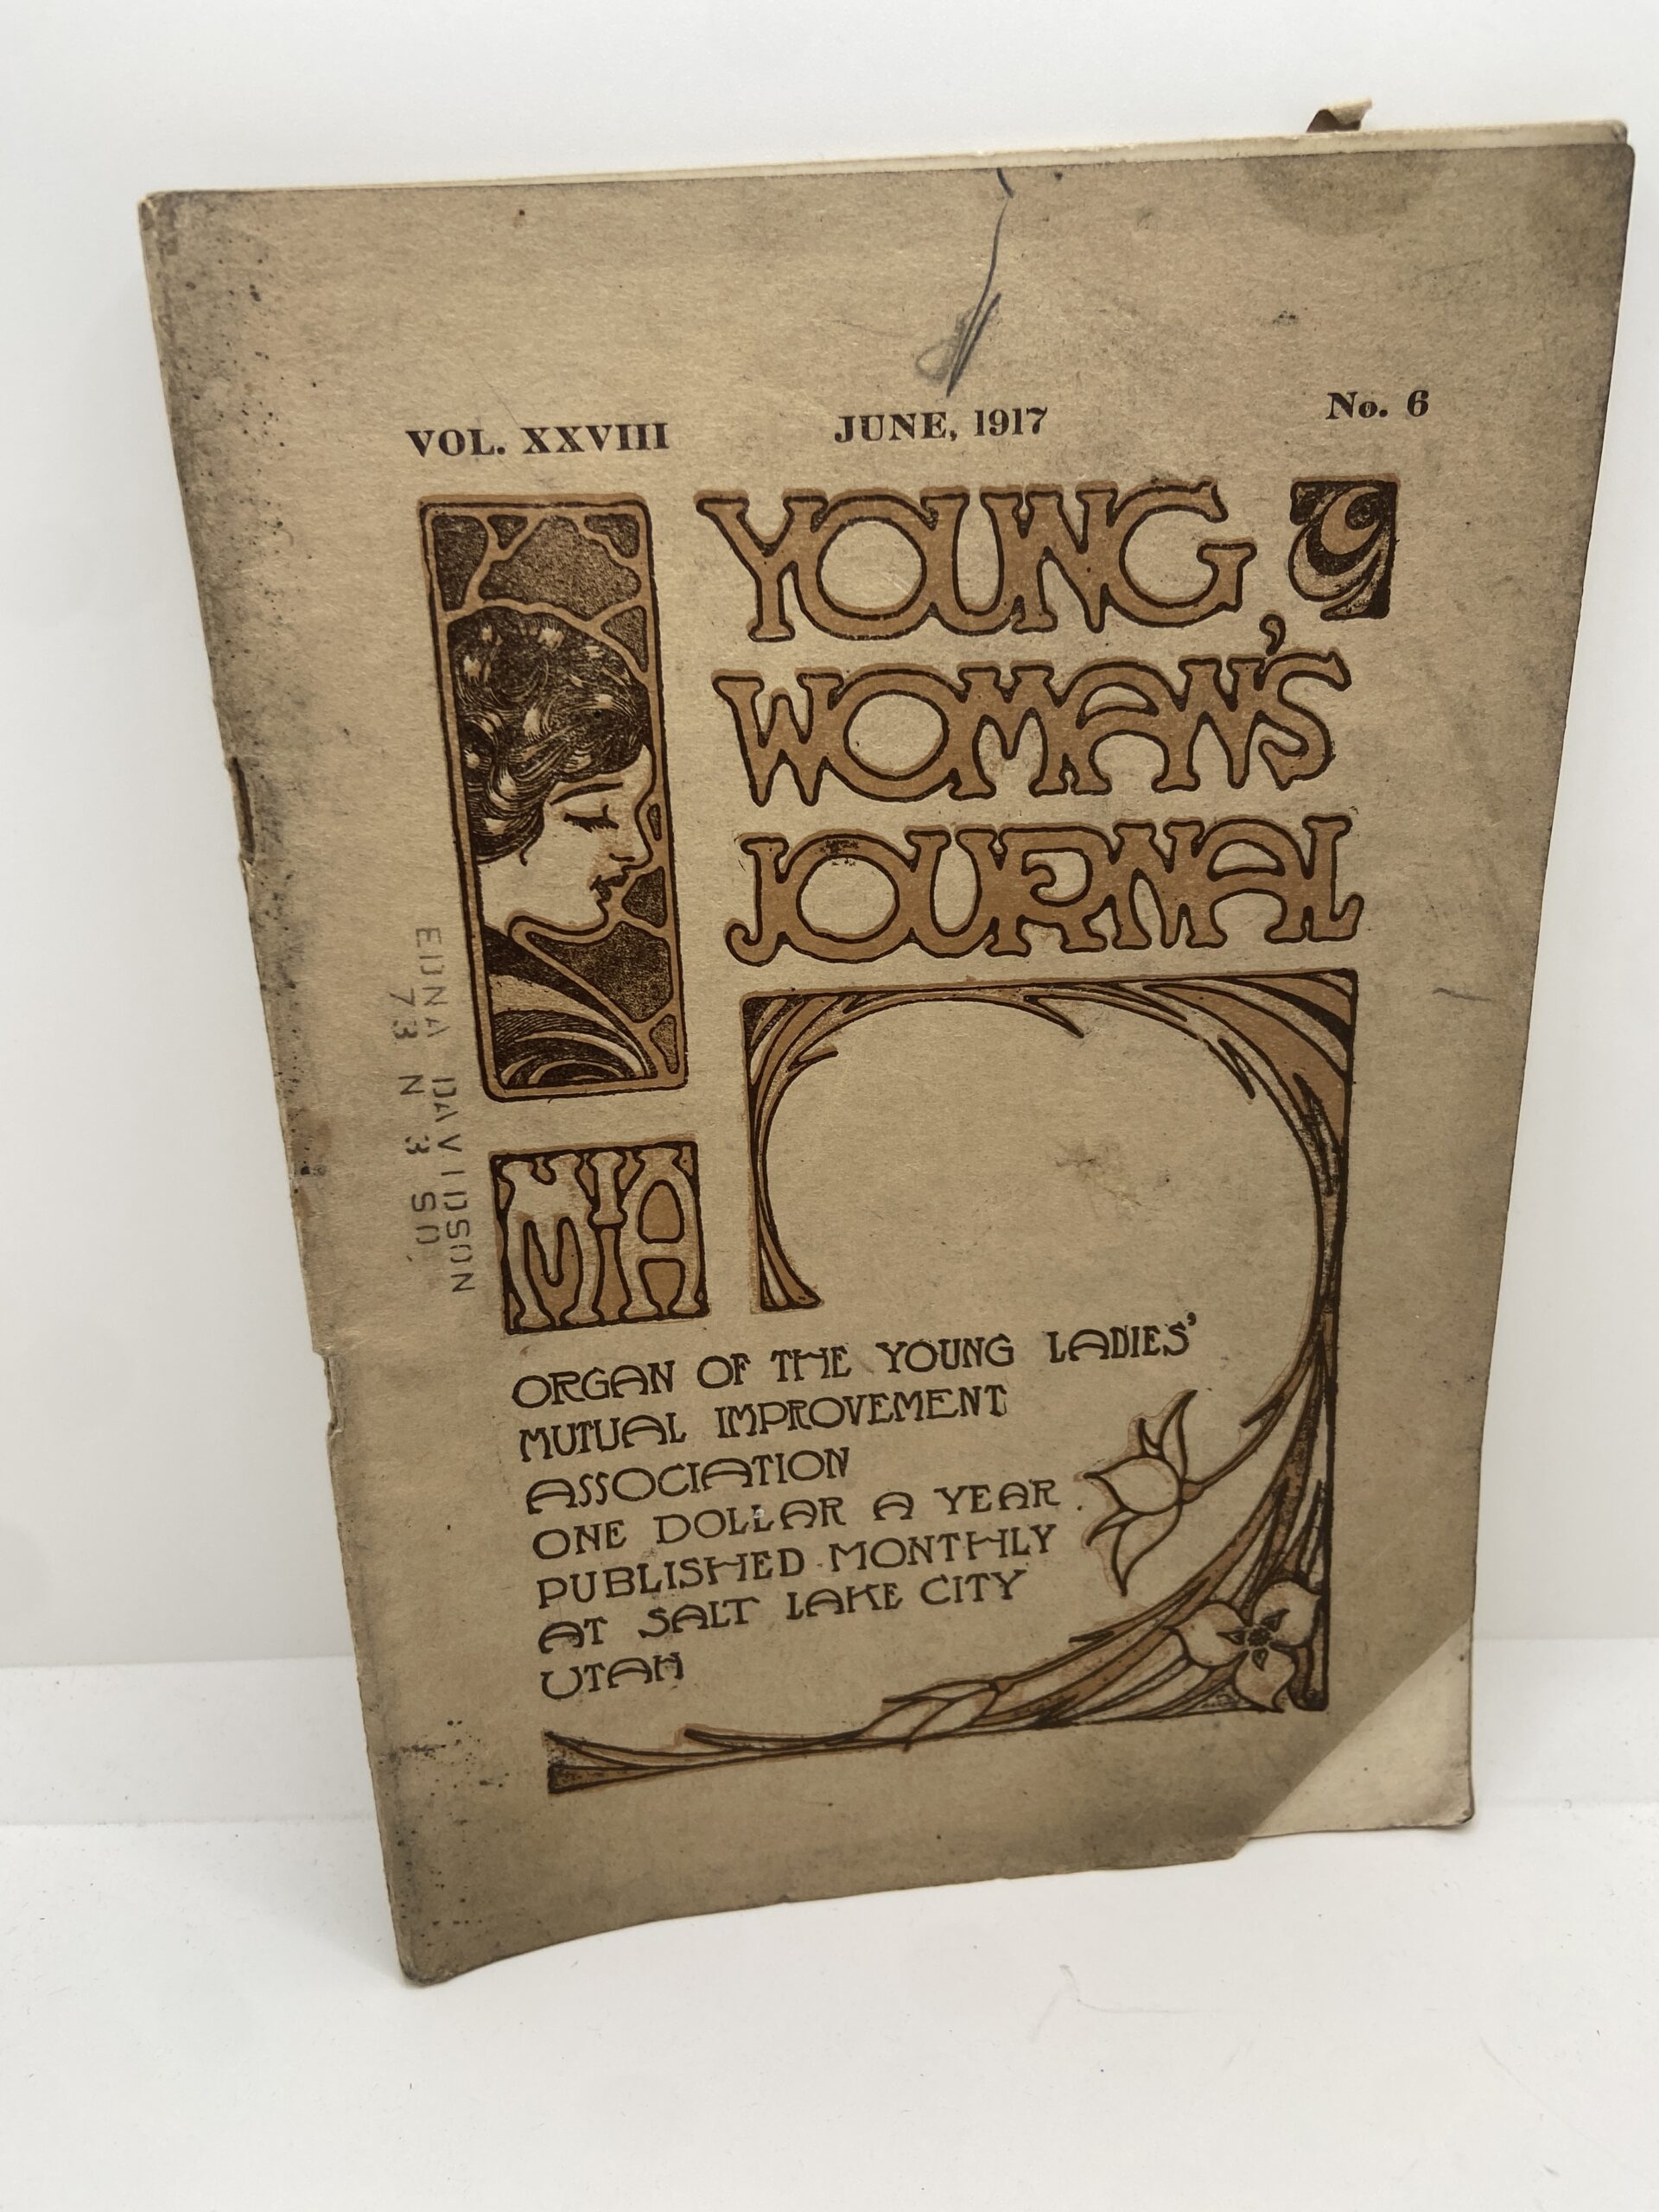 VOL. XXVIII JUNE, 1917 No. 6
YOUNG
WOMAN'S
JOURNAL
MIA
EDNA DAVIDSON
73 N 3 SO.
ORGAN OF THE YOUNG LADIES'
MUTUAL IMPROVEMENT
ASSOCIATION
ONE DOLLAR A YEAR.
PUBLISHED MONTHLY
AT SALT LAKE CITY
UTAH